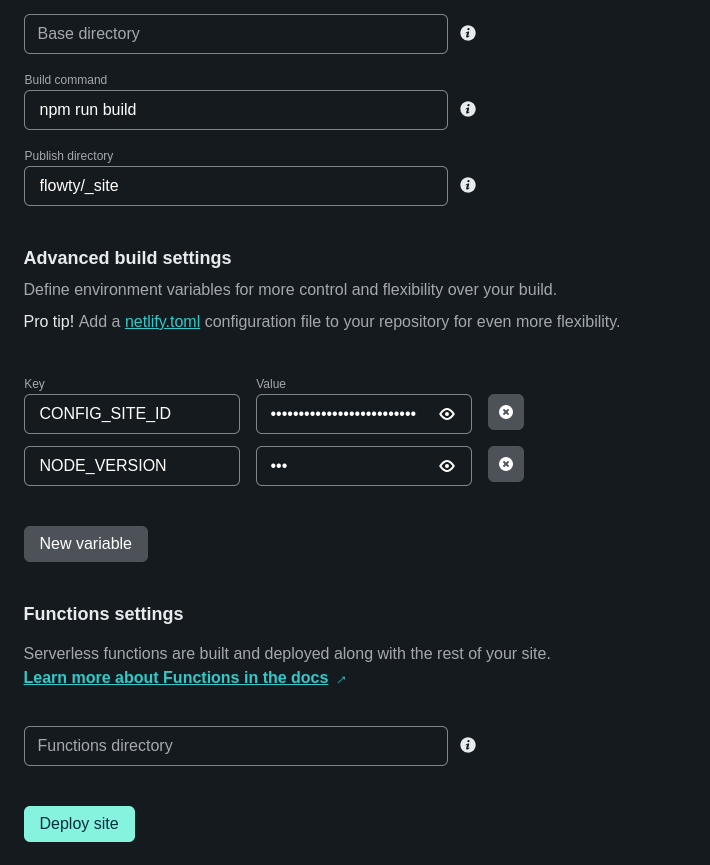 Base directory
Build command
npm run build
Publish directory
flowty/_site
Advanced build settings
Define environment variables for more control and flexibility over your build.
Pro tip! Add a netlify.toml configuration file to your repository for even more flexibility.
Key Value
CONFIG_SITE_ID ••••••••••••••••••••••••••
NODE_VERSION •••
New variable
Functions settings
Serverless functions are built and deployed along with the rest of your site.
Learn more about Functions in the docs →
Functions directory
Deploy site